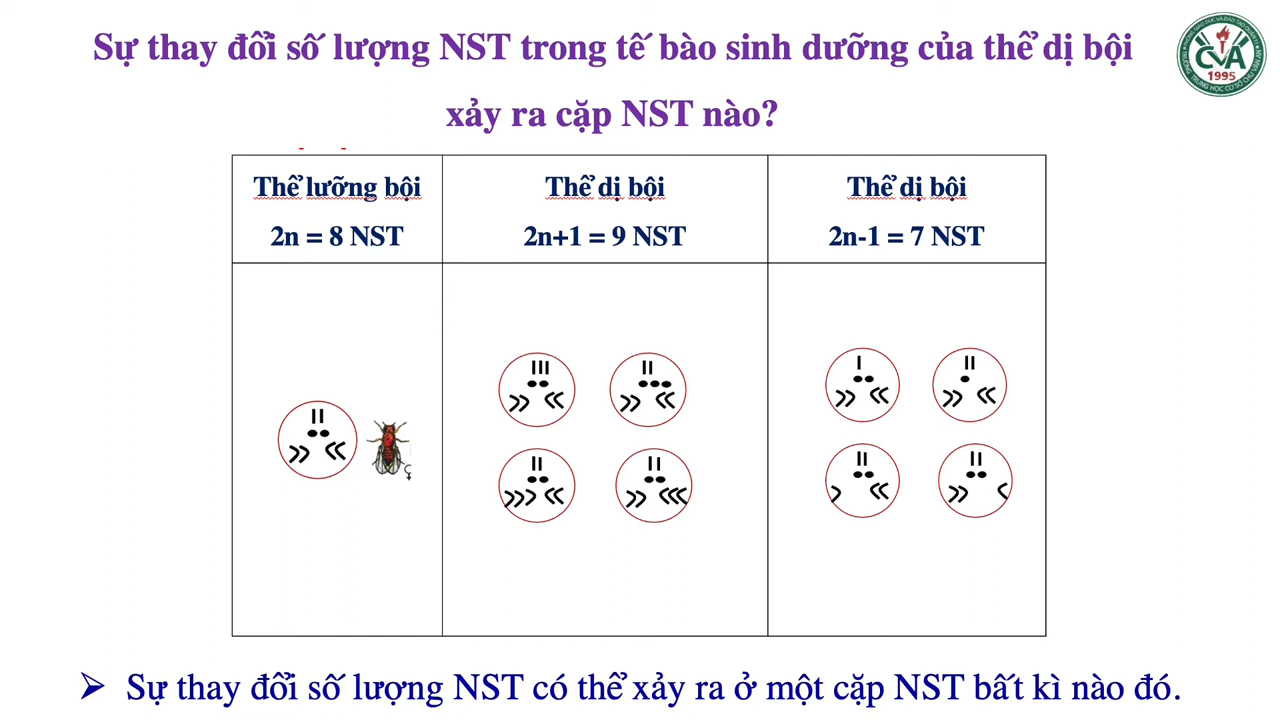 Sự thay đổi số lượng NST trong tế bào sinh dưỡng của thể dị bội
xảy ra cặp NST nào?
CVA
1995
Thể lưỡng bội
2n = 8 NST
Thể dị bội
2n+1 = 9 NST
Thể dị bội
2n-1 = 7 NST
➢ Sự thay đổi số lượng NST có thể xảy ra ở một cặp NST bất kì nào đó.